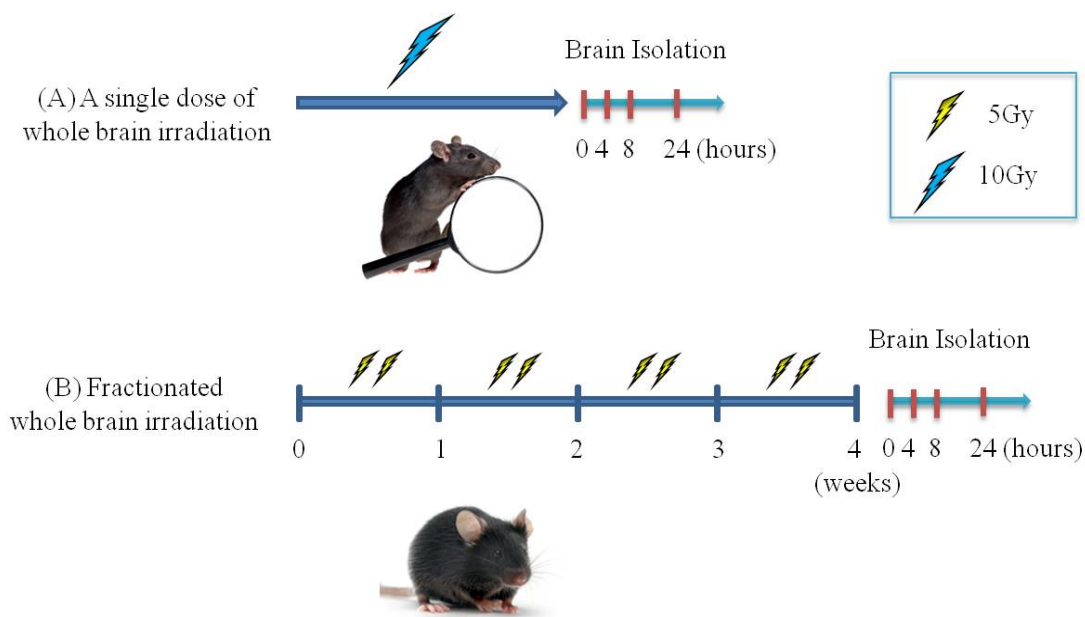 Brain Isolation
(A) A single dose of
whole brain irradiation
0 4 8 24 (hours)
5Gy
10Gy
Brain Isolation
(B) Fractionated
whole brain irradiation
0 1 2 3 4
(weeks)
0 4 8 24 (hours)